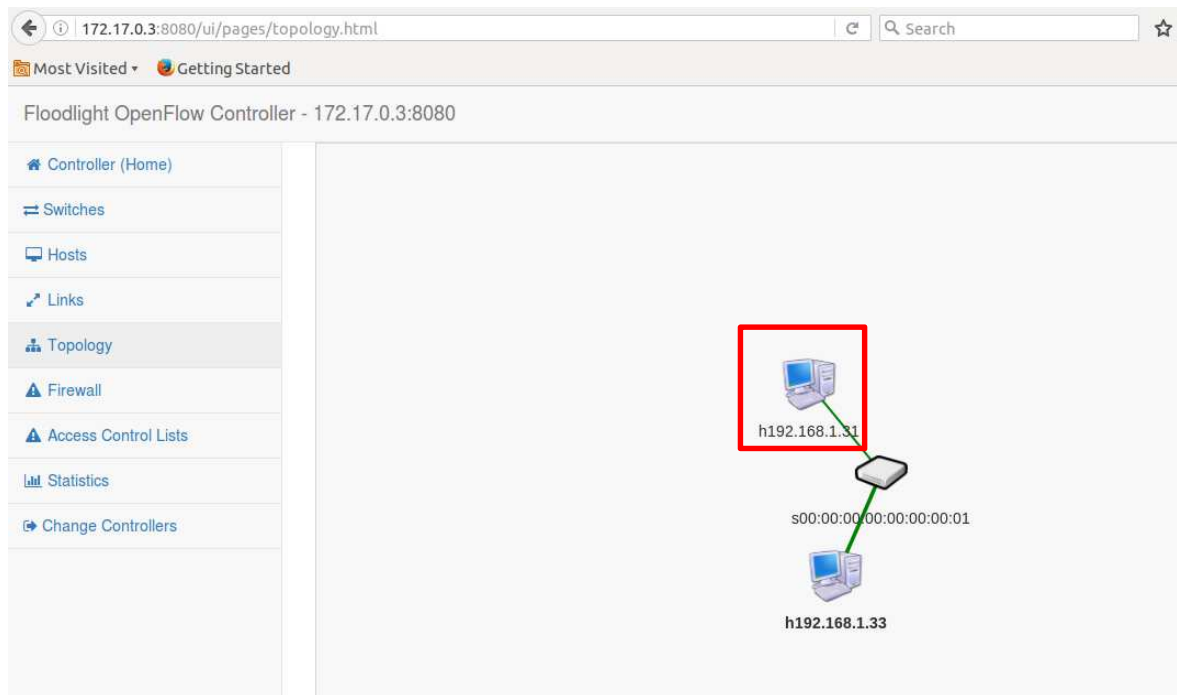 172.17.0.3:8080/ui/pages/topology.html
Search
Most Visited
Getting Started
Floodlight OpenFlow Controller - 172.17.0.3:8080
Controller (Home)
Switches
Hosts
Links
Topology
Firewall
Access Control Lists
Statistics
Change Controllers
h192.168.1.31
s00:00:00:00:00:00:00:01
h192.168.1.33